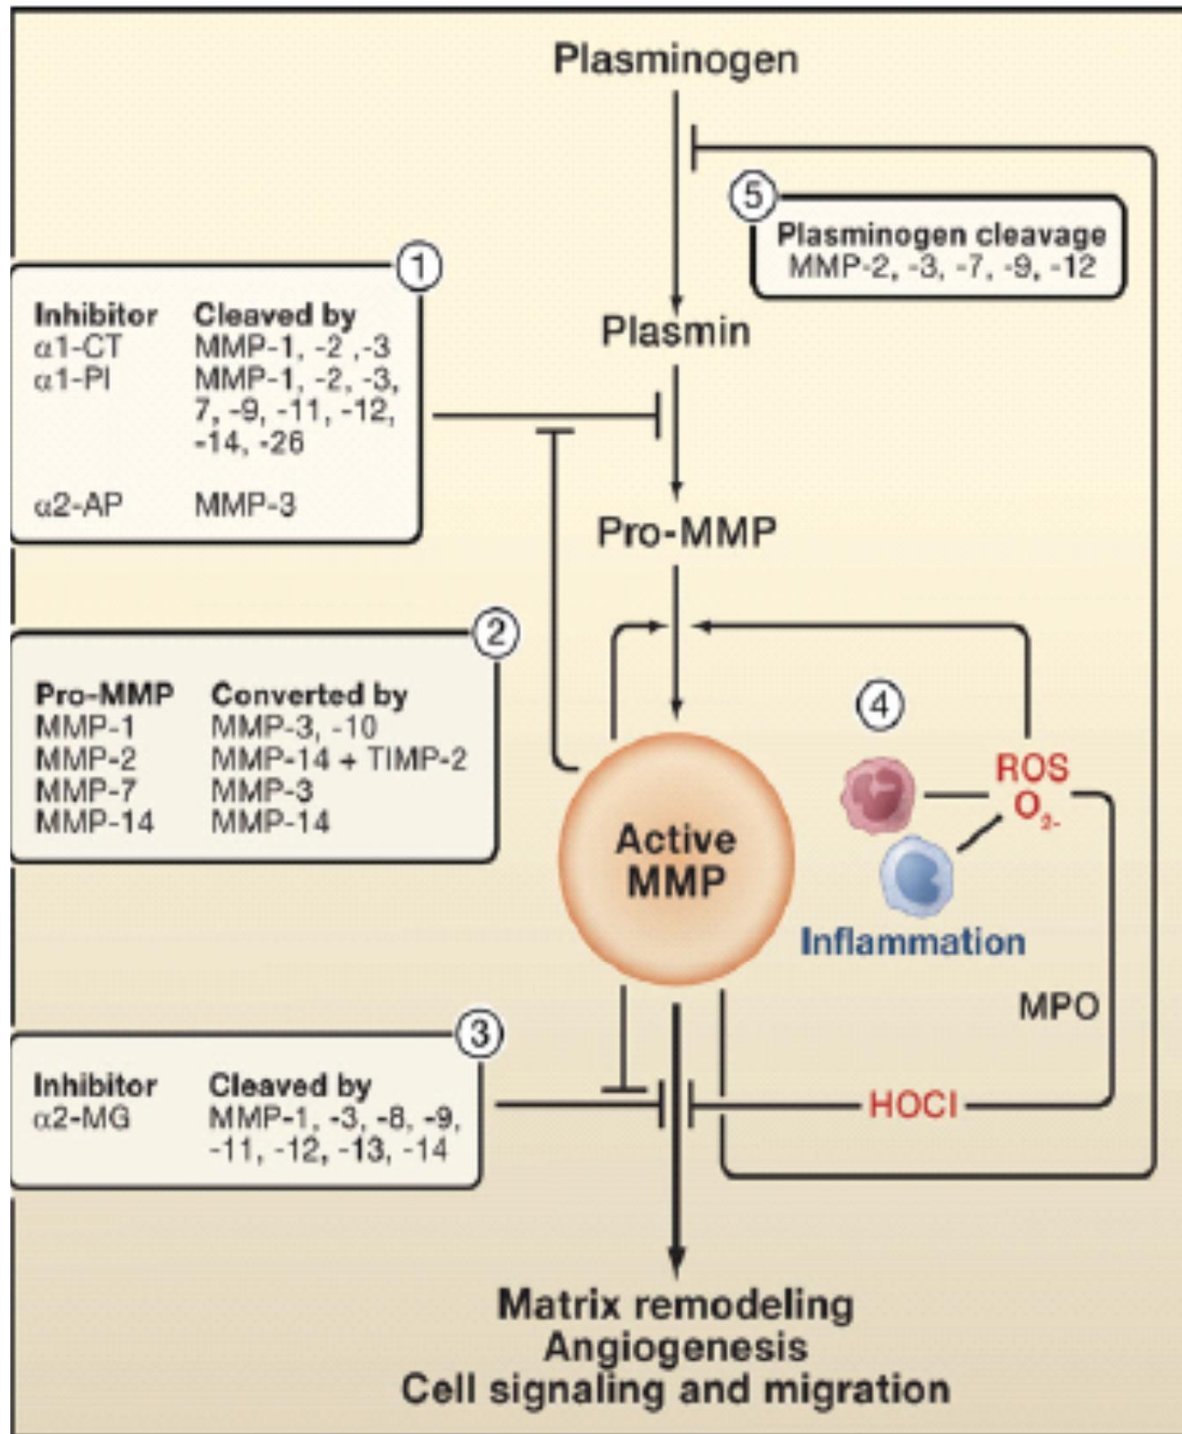 Plasminogen
5
Plasminogen cleavage
MMP-2, -3, -7, -9, -12
1
Inhibitor Cleaved by
α1-CT MMP-1, -2 ,-3
α1-PI MMP-1, -2, -3,
7, -9, -11, -12,
-14, -26
α2-AP MMP-3
Plasmin
Pro-MMP
2
Pro-MMP Converted by
MMP-1 MMP-3, -10
MMP-2 MMP-14 + TIMP-2
MMP-7 MMP-3
MMP-14 MMP-14
4
ROS
O2-
Active
MMP
Inflammation
MPO
HOCl
3
Inhibitor Cleaved by
α2-MG MMP-1, -3, -8, -9,
-11, -12, -13, -14
Matrix remodeling
Angiogenesis
Cell signaling and migration